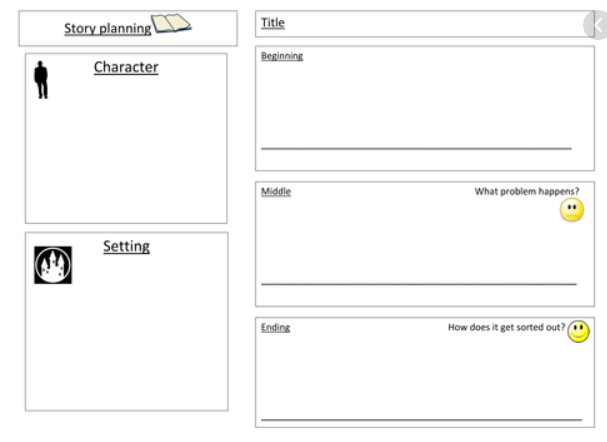 Story planning
Character
Setting
Title
Beginning
Middle
What problem happens?
Ending
How does it get sorted out?